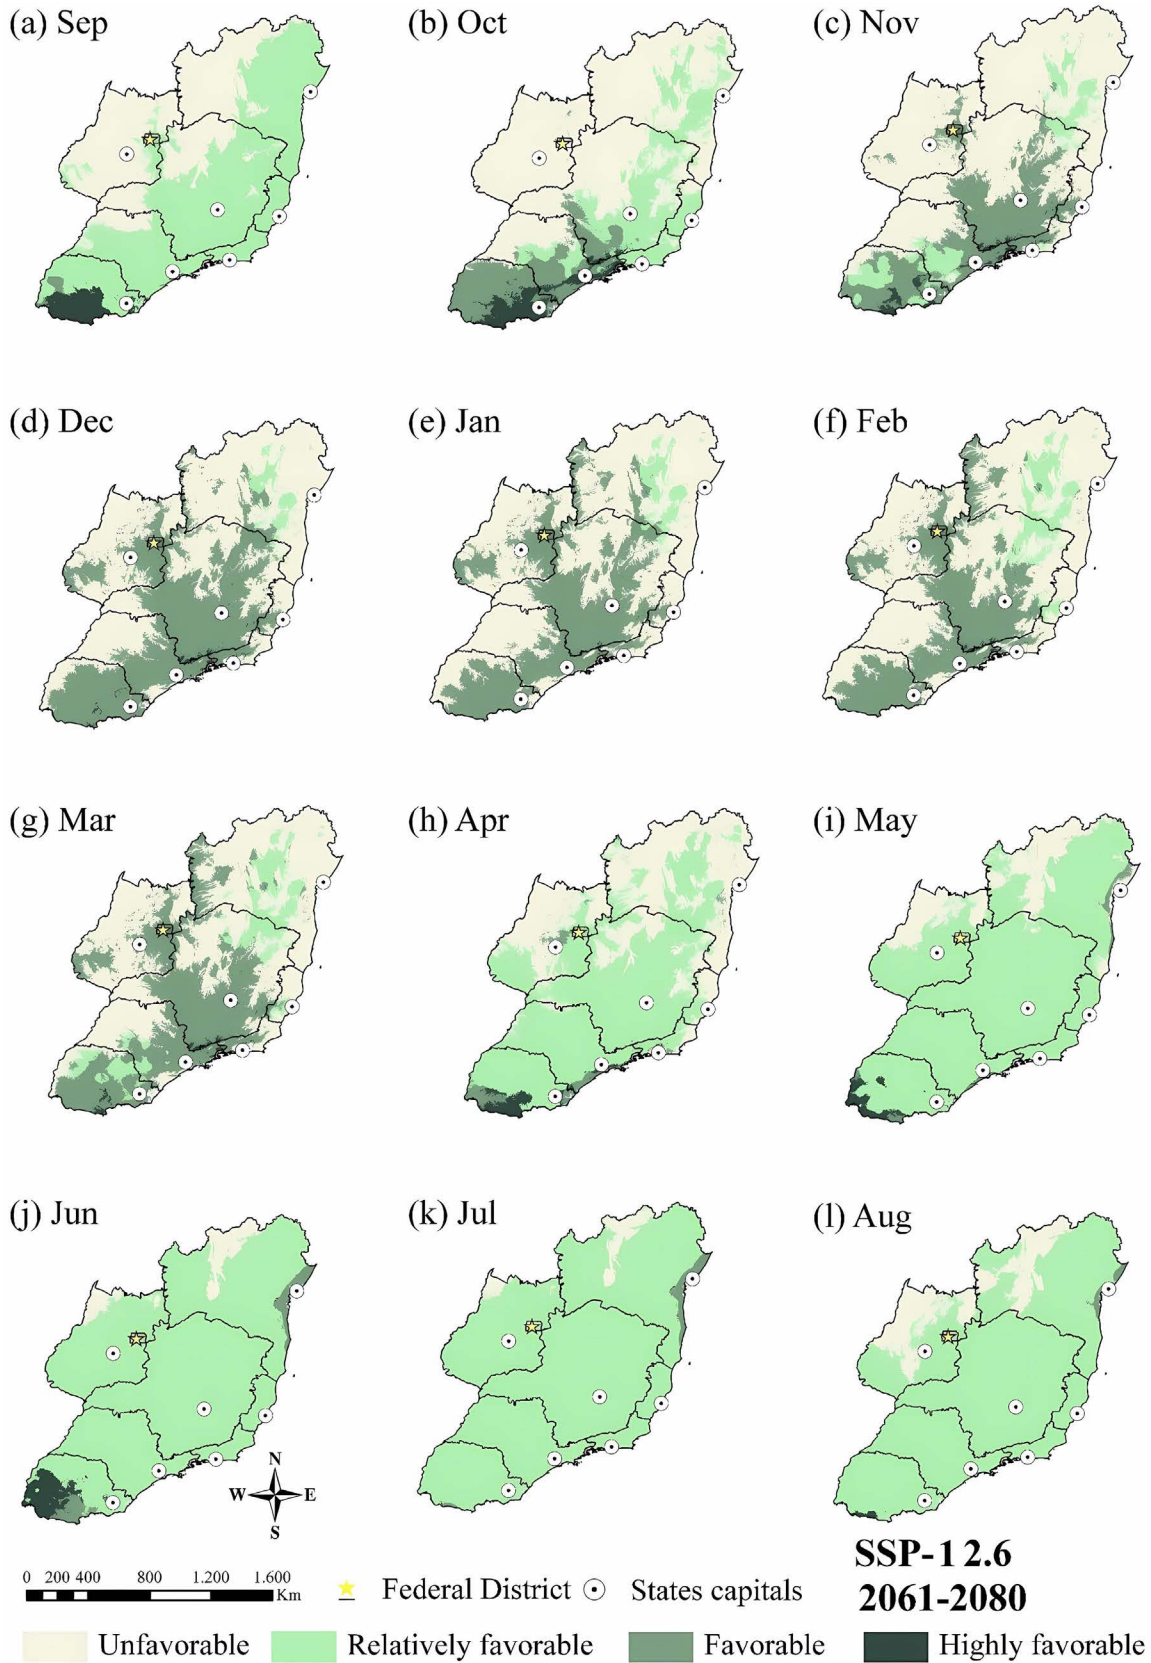 (a) Sep
(b) Oct
(c) Nov
(d) Dec
(e) Jan
(f) Feb
(g) Mar
(h) Apr
(i) May
(j) Jun
(k) Jul
(l) Aug
N
W E
S
SSP-1 2.6
2061-2080
0 200 400 800 1.200 1.600
Km
Federal District
States capitals
Unfavorable
Relatively favorable
Favorable
Highly favorable